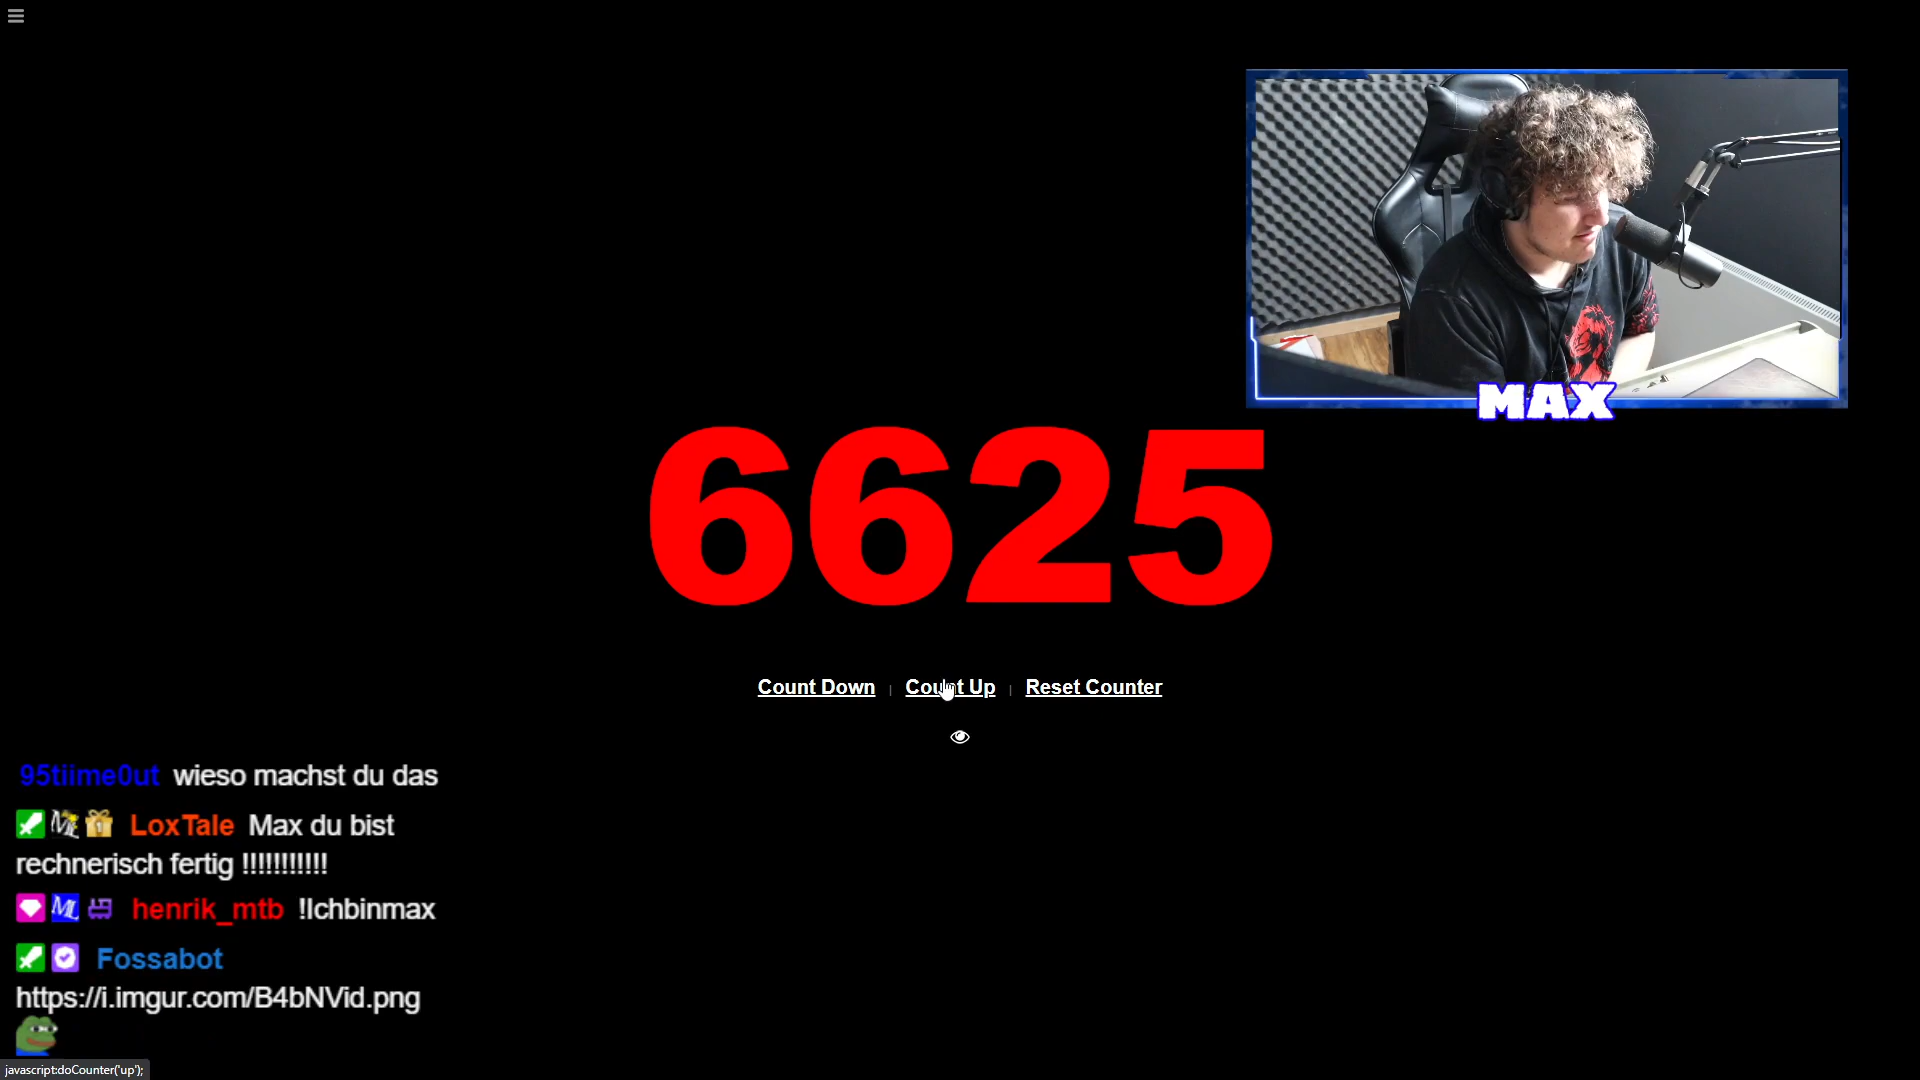 MAX
6625
Count Down | Count Up | Reset Counter
95tiime0ut wieso machst du das
LoxTale Max du bist
rechnerisch fertig !!!!!!!!!!!
ML henrik_mtb !Ichbinmax
Fossabot
https://i.imgur.com/B4bNVid.png
javascript:doCounter('up');